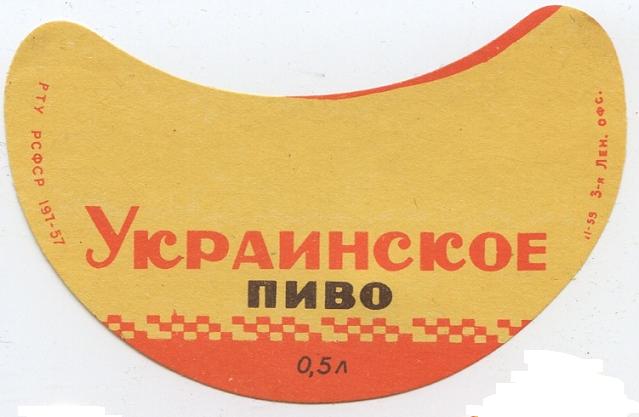 РТУ РСФСР 197-57
УКРАИНСКОЕ
ПИВО
0,5 л
11-59 3-я Лен. офс.